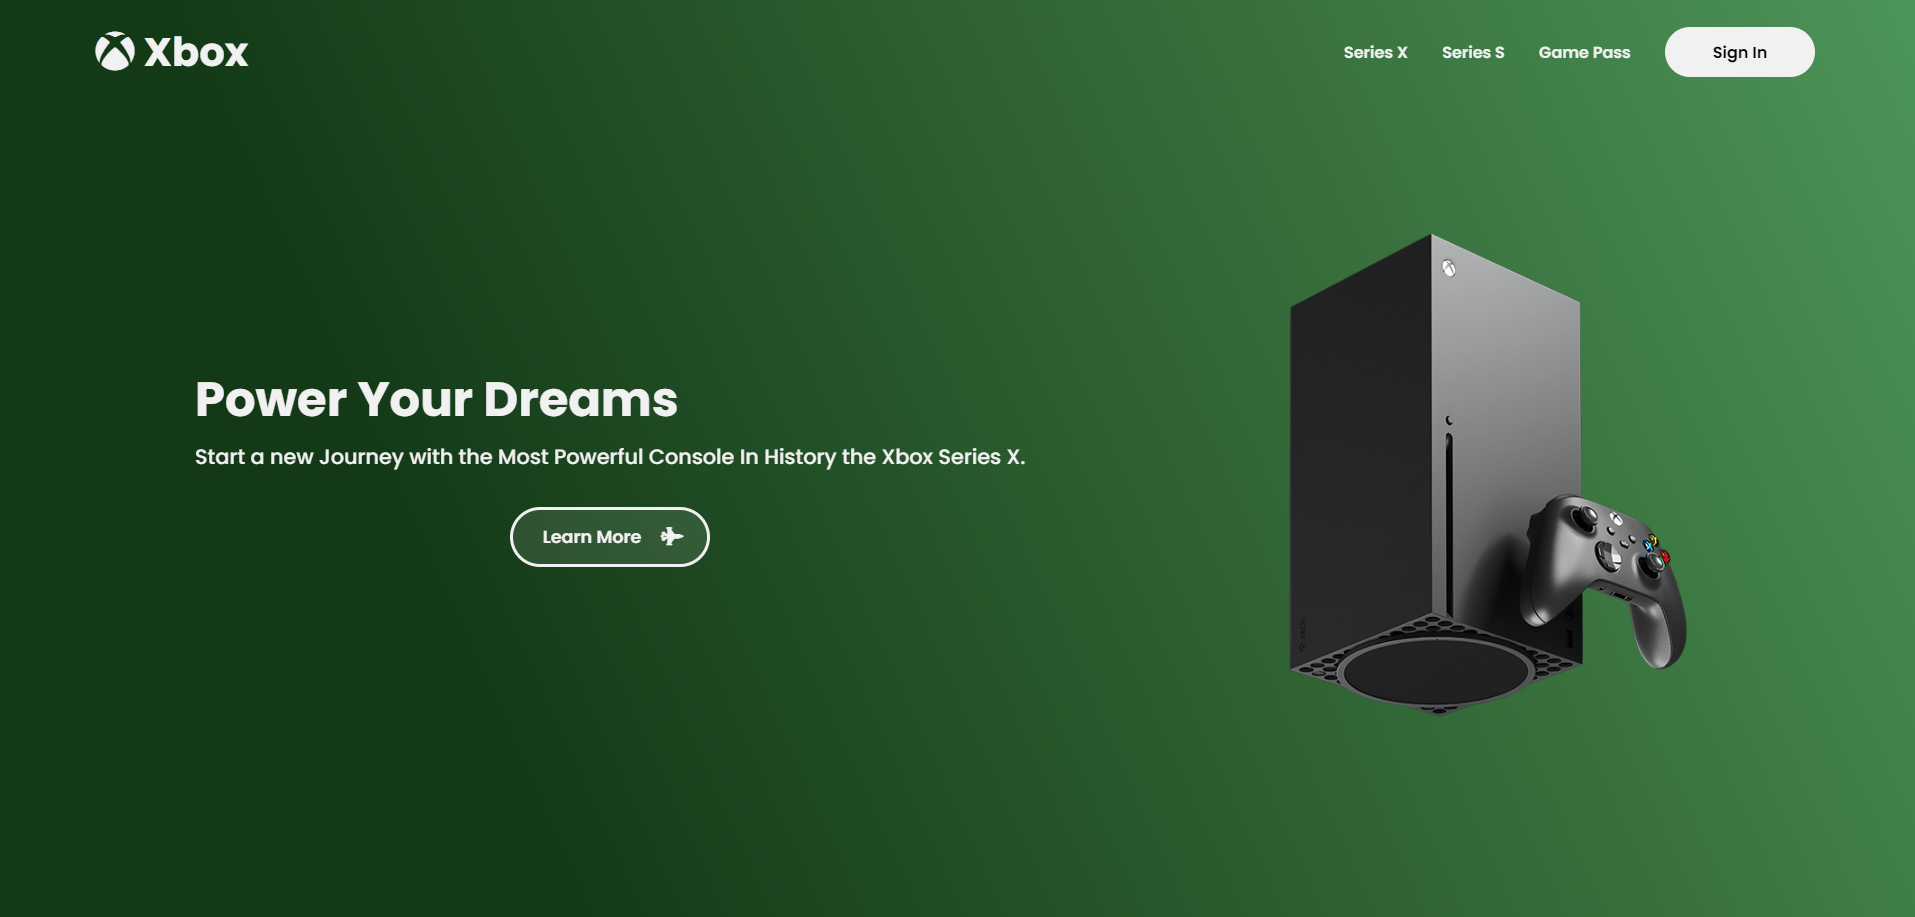 Xbox
Series X
Series S
Game Pass
Sign In
Power Your Dreams
Start a new Journey with the Most Powerful Console In History the Xbox Series X.
Learn More